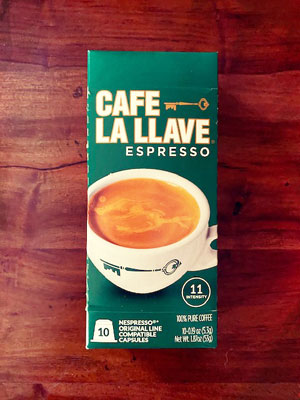 CAFE
LA LLAVE®
ESPRESSO
11
INTENSITY
100% PURE COFFEE
10
NESPRESSO®*
ORIGINAL LINE
COMPATIBLE
CAPSULES
10-0.19 oz (5.3g)
Net Wt. 1.87oz (53g)